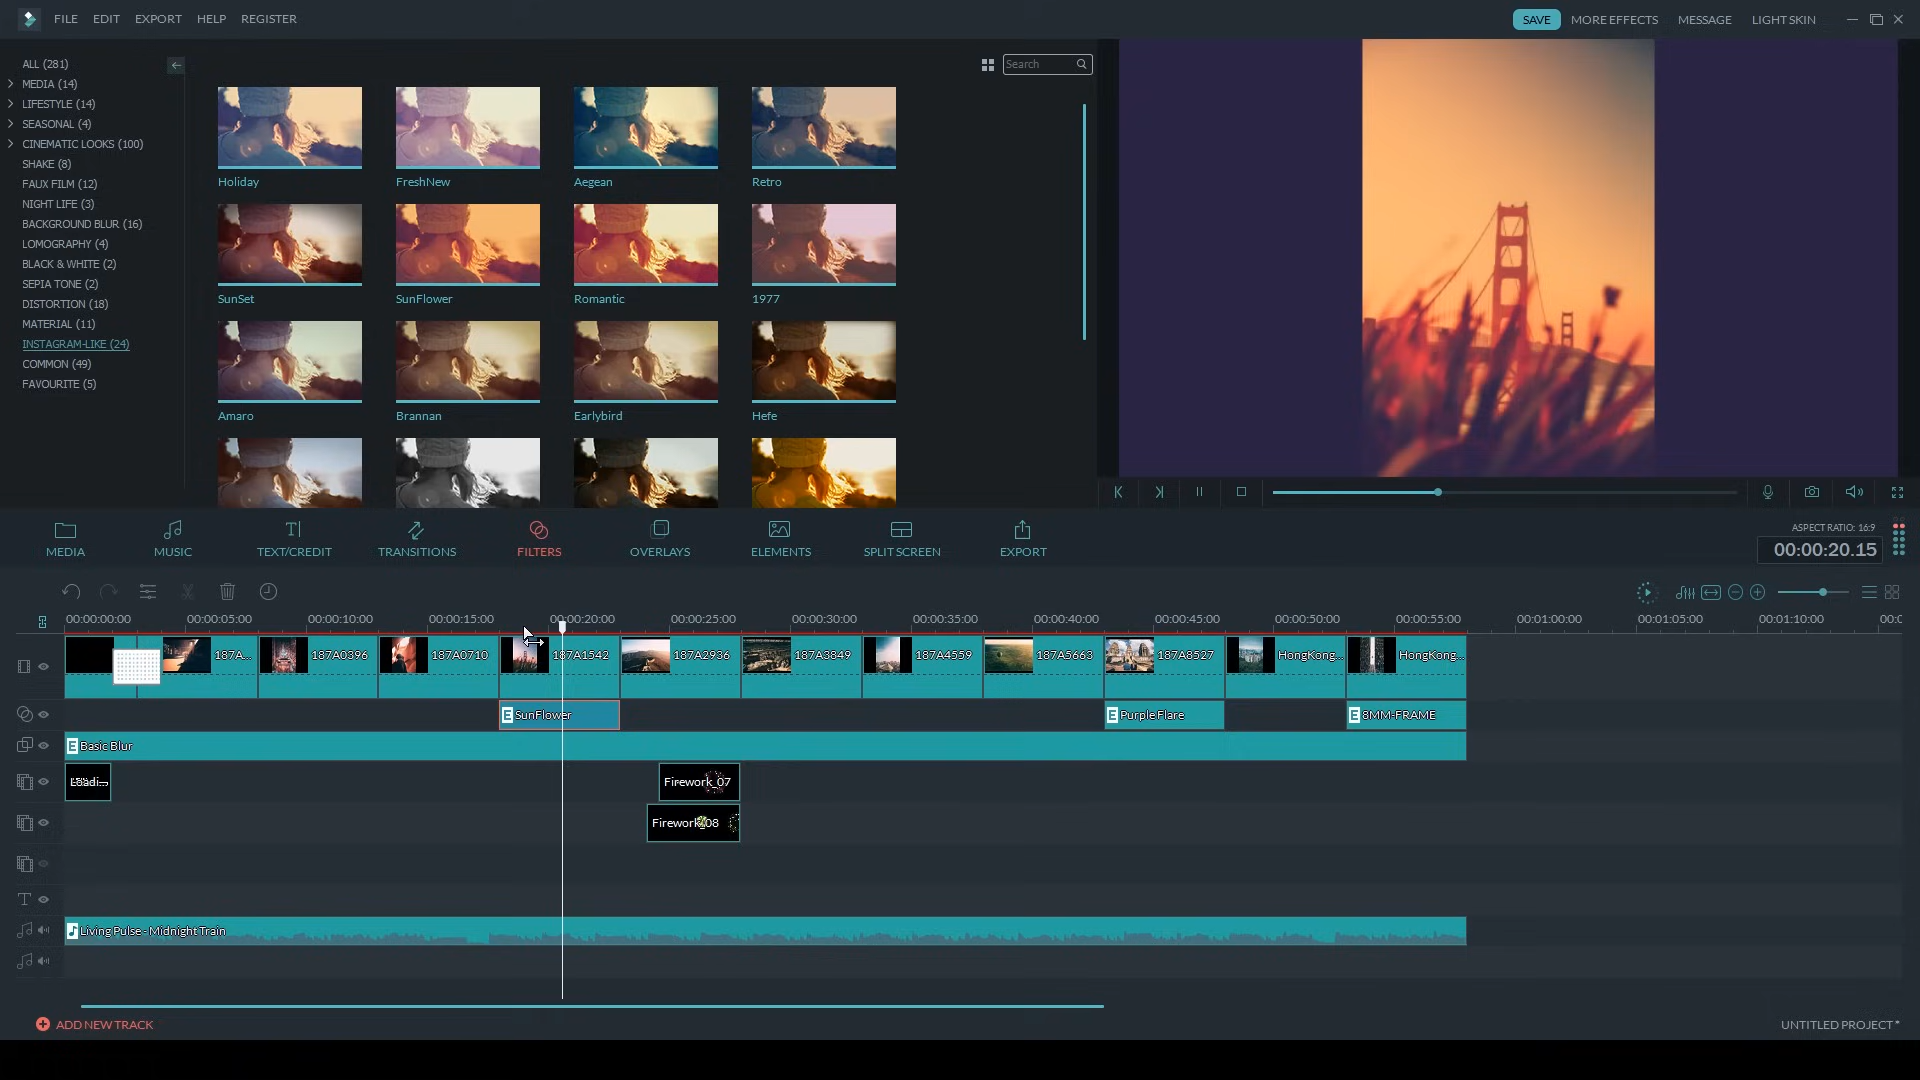 FILE EDIT EXPORT HELP REGISTER
SAVE MORE EFFECTS MESSAGE LIGHT SKIN
ALL (281)
MEDIA (14)
LIFESTYLE (14)
SEASONAL (4)
CINEMATIC LOOKS (100)
SHAKE (8)
FAUX FILM (12)
NIGHT LIFE (3)
BACKGROUND BLUR (16)
LOMOGRAPHY (4)
BLACK & WHITE (2)
SEPIA TONE (2)
DISTORTION (18)
MATERIAL (11)
INSTAGRAM-LIKE (24)
COMMON (49)
FAVOURITE (5)
Search
Holiday FreshNew Aegean Retro
SunSet SunFlower Romantic 1977
Amaro Brannan Earlybird Hefe
MEDIA MUSIC TEXT/CREDIT TRANSITIONS FILTERS OVERLAYS ELEMENTS SPLIT SCREEN EXPORT
ASPECT RATIO: 16:9
00:00:20.15
00:00:00:00 00:00:05:00 00:00:10:00 00:00:15:00 00:00:20:00 00:00:25:00 00:00:30:00 00:00:35:00 00:00:40:00 00:00:45:00 00:00:50:00 00:00:55:00 00:01:00:00 00:01:05:00 00:01:10:00 00:0
187A... 187A0396 187A0710 187A1542 187A2936 187A3849 187A4559 187A5663 187A8527 HongKong... HongKong...
E SunFlower E Purple Flare E 8MM-FRAME
E Basic Blur
Loadi... Firework_07
Firework_08
T
Living Pulse - Midnight Train
ADD NEW TRACK
UNTITLED PROJECT *